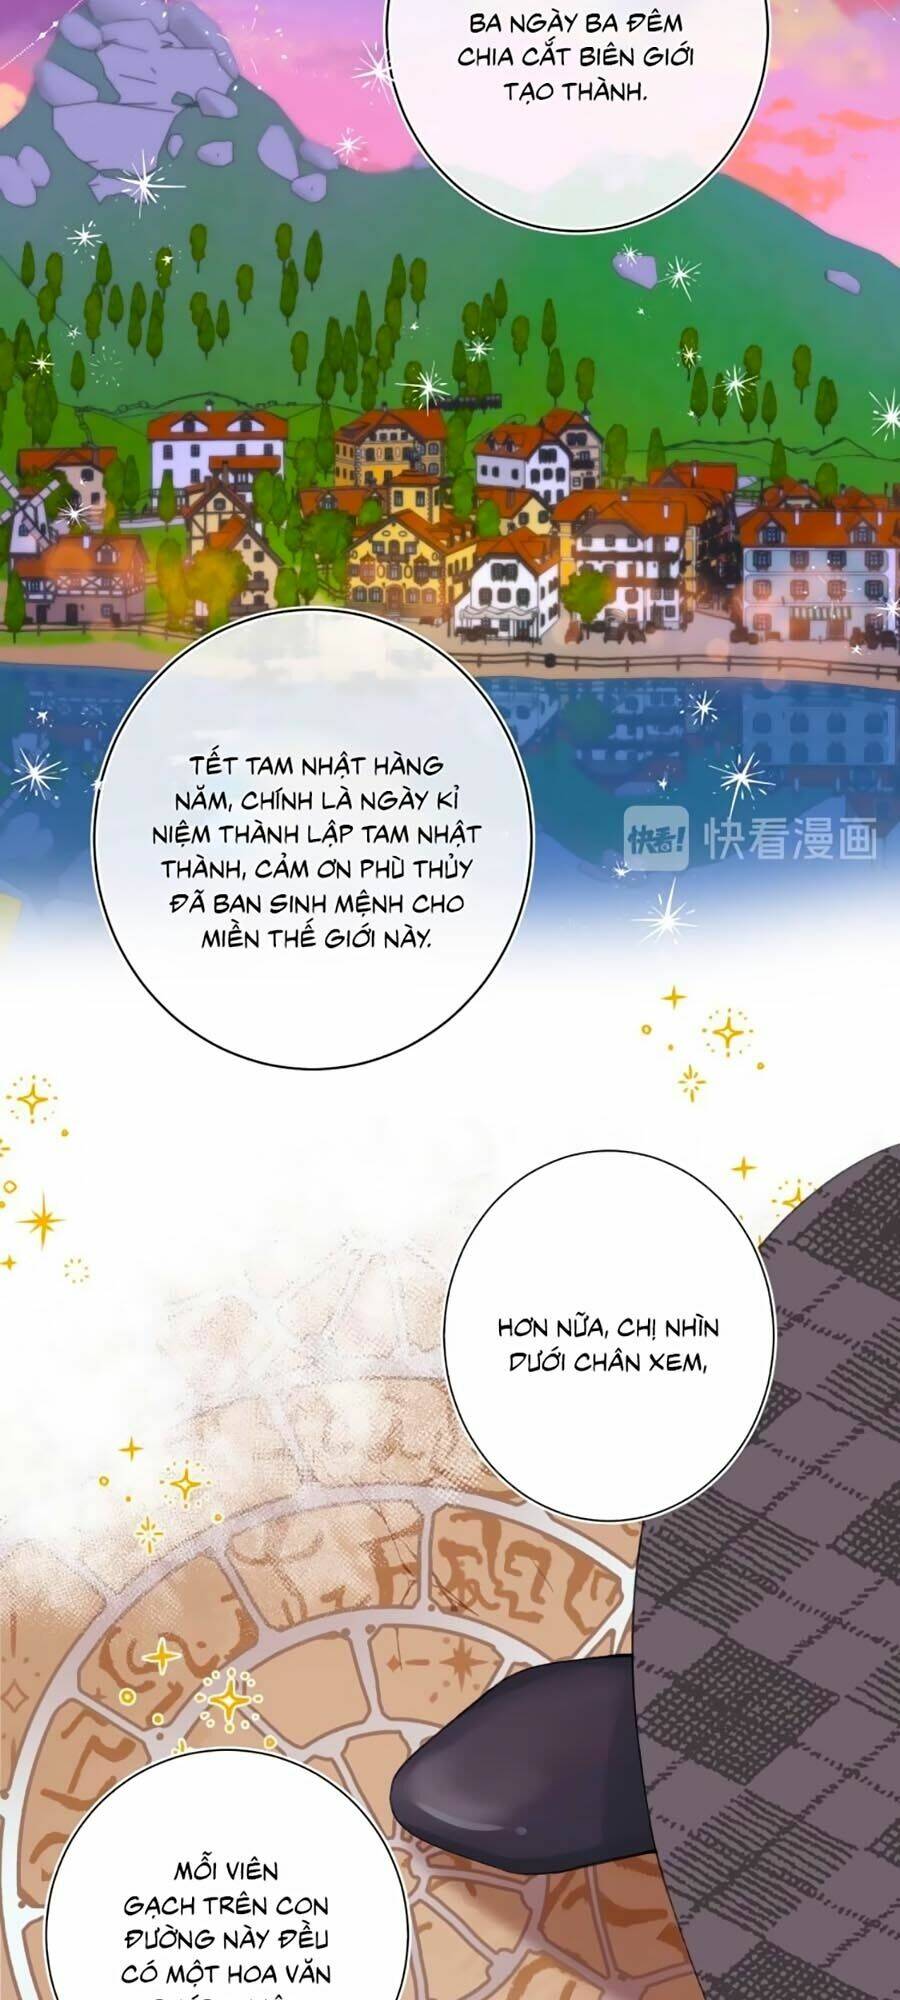 BA NGÀY BA ĐÊM
CHIA CẮT BIÊN GIỚI
TẠO THÀNH.
TẾT TAM NHẬT HÀNG
NĂM, CHÍNH LÀ NGÀY KỈ
NIỆM THÀNH LẬP TAM NHẬT
THÀNH, CẢM ƠN PHÙ THỦY
ĐÃ BAN SINH MỆNH CHO
MIỀN THẾ GIỚI NÀY.
快看! 快看漫画
HƠN NỮA, CHỊ NHÌN
DƯỚI CHÂN XEM,
MỖI VIÊN
GẠCH TRÊN CON
ĐƯỜNG NÀY ĐỀU
CÓ MỘT HOA VĂN